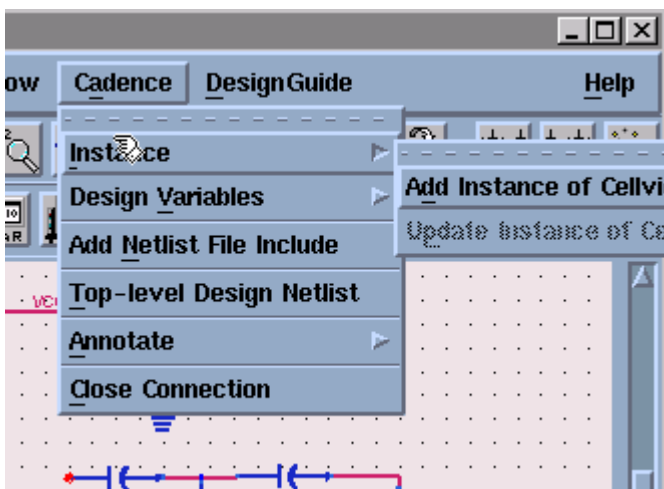 ow Cadence DesignGuide Help
2
Instance
Add Instance of Cellvi
Design Variables
Update Instance of Ce
Add Netlist File Include
Top-level Design Netlist
Annotate
Close Connection